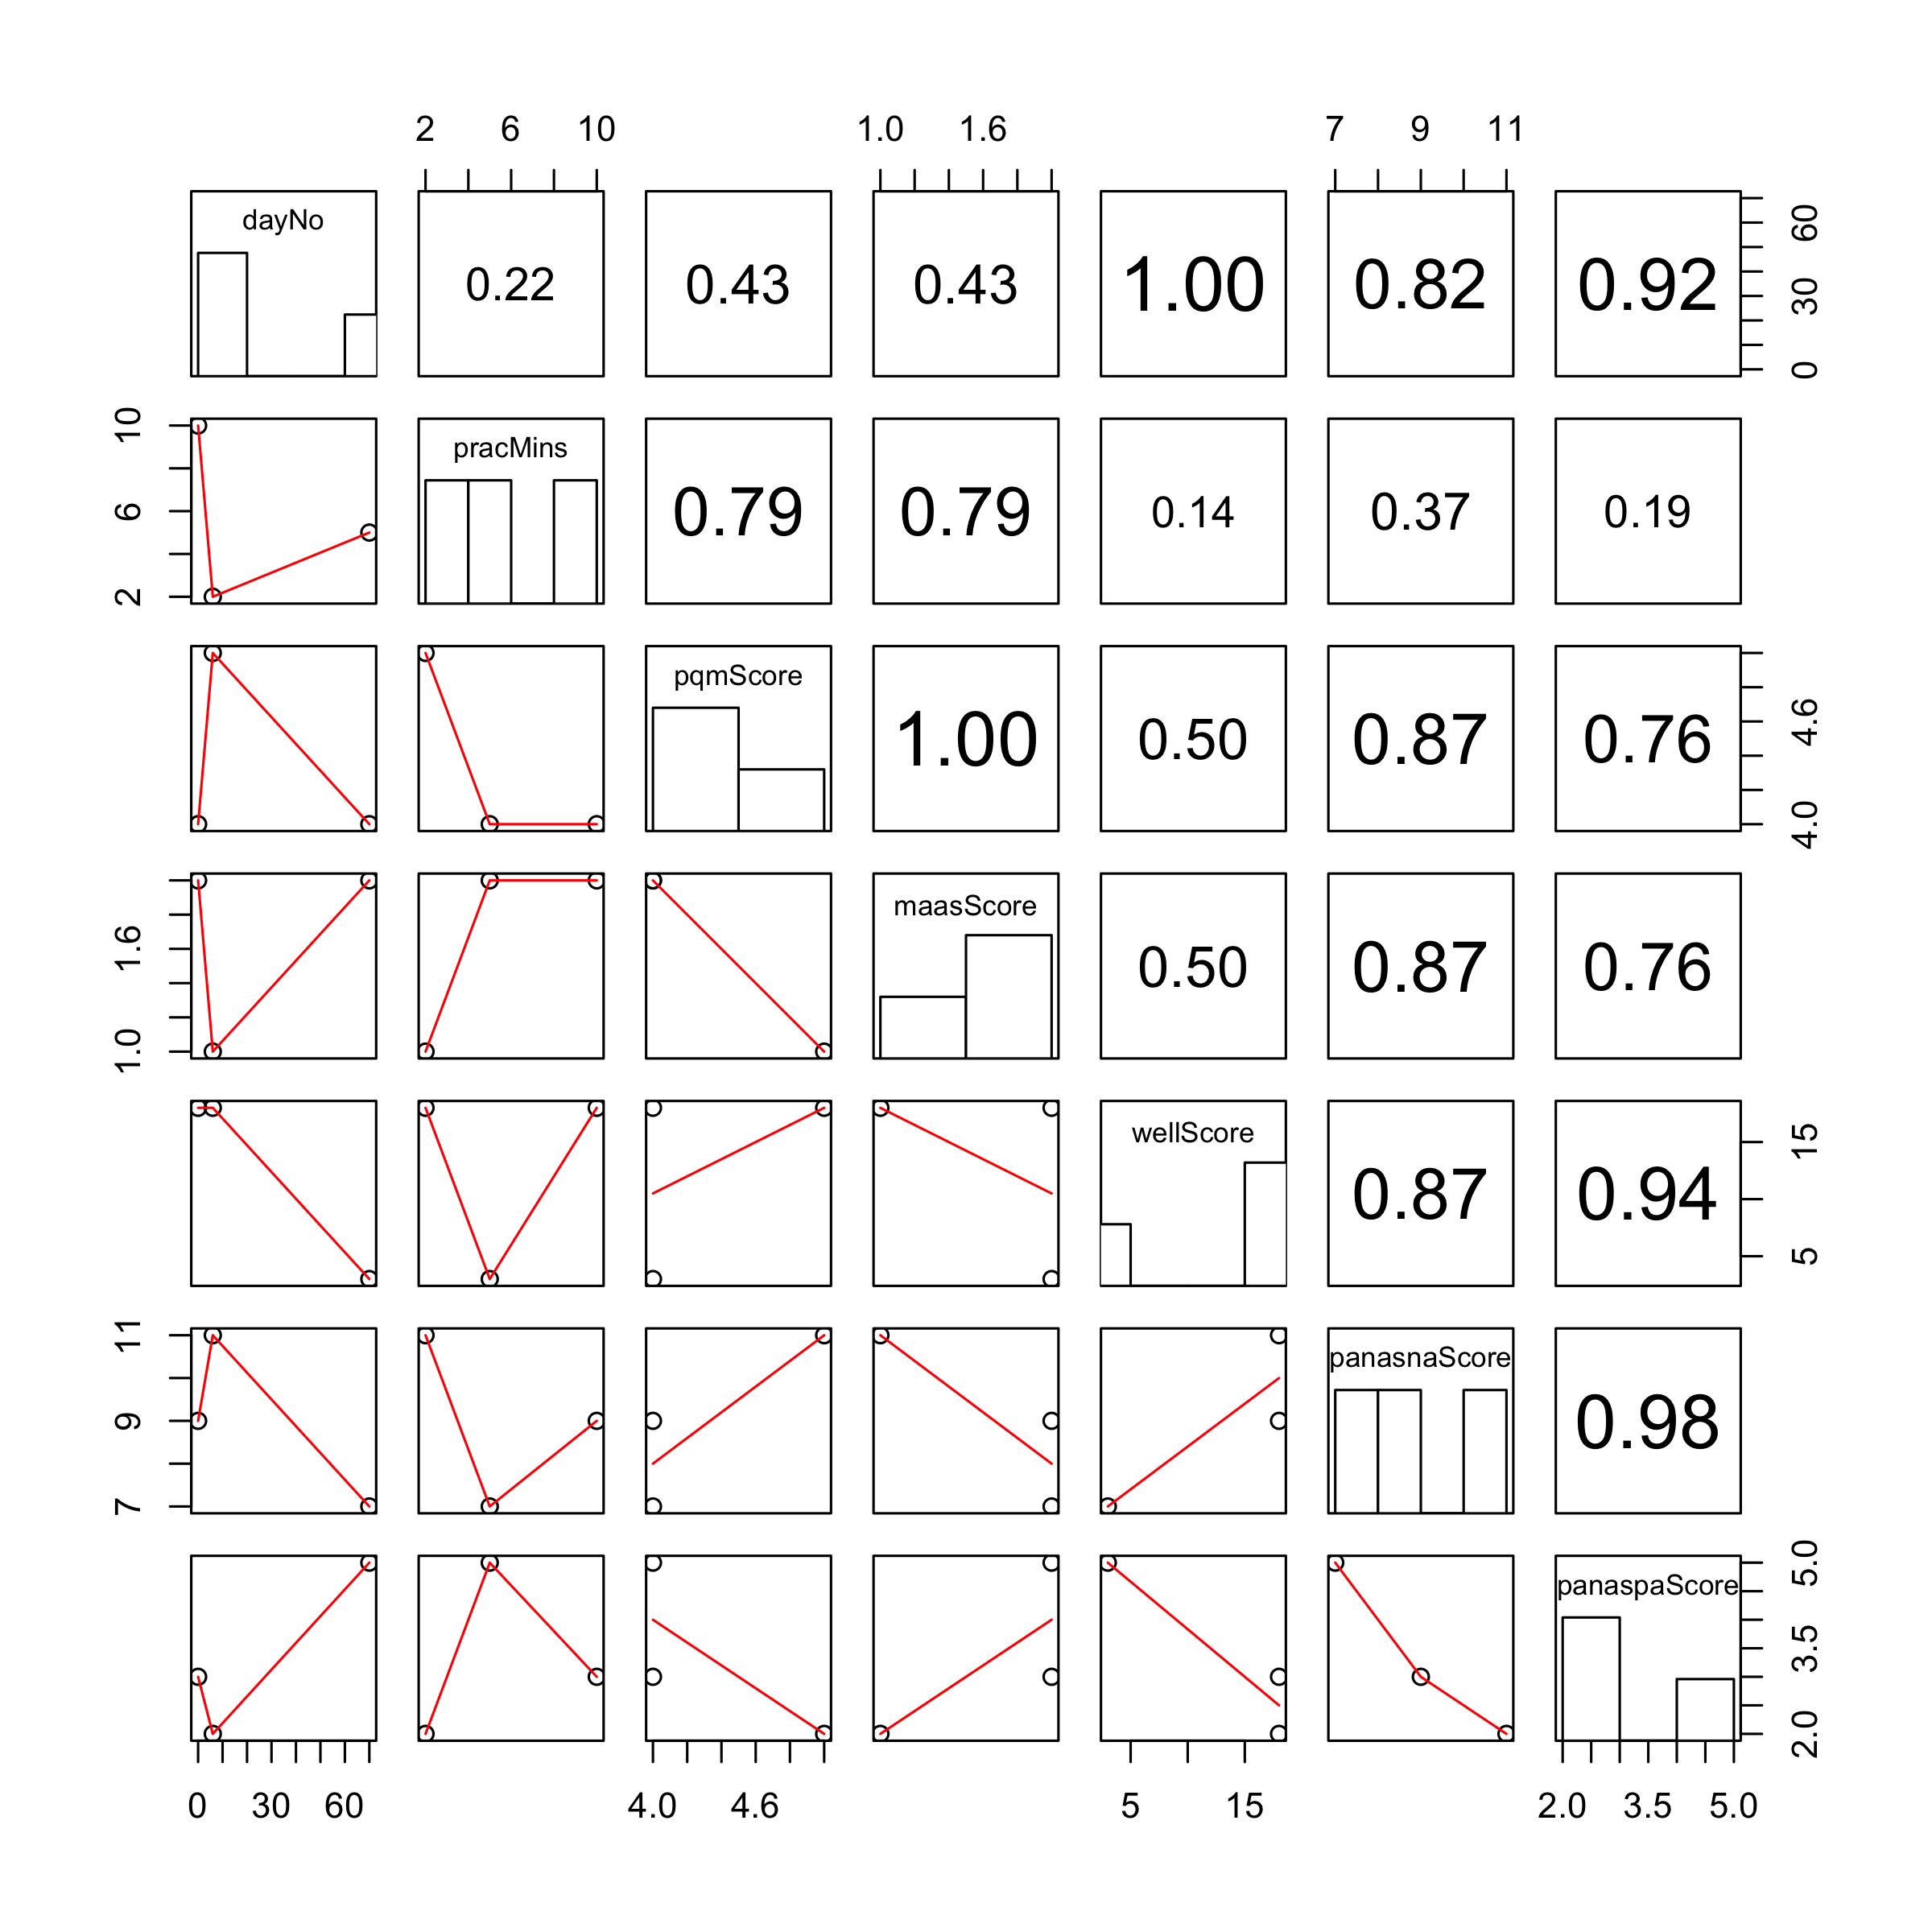 2 6 10 1.0 1.6 7 9 11
dayNo 0.22 0.43 0.43 1.00 0.82 0.92 0 30 60
2 6 10 pracMins 0.79 0.79 0.14 0.37 0.19
pqmScore 1.00 0.50 0.87 0.76 4.0 4.6
1.0 1.6 maasScore 0.50 0.87 0.76
wellScore 0.87 0.94 5 15
7 9 11 panasnaScore 0.98
panaspaScore 2.0 3.5 5.0
0 30 60 4.0 4.6 5 15 2.0 3.5 5.0